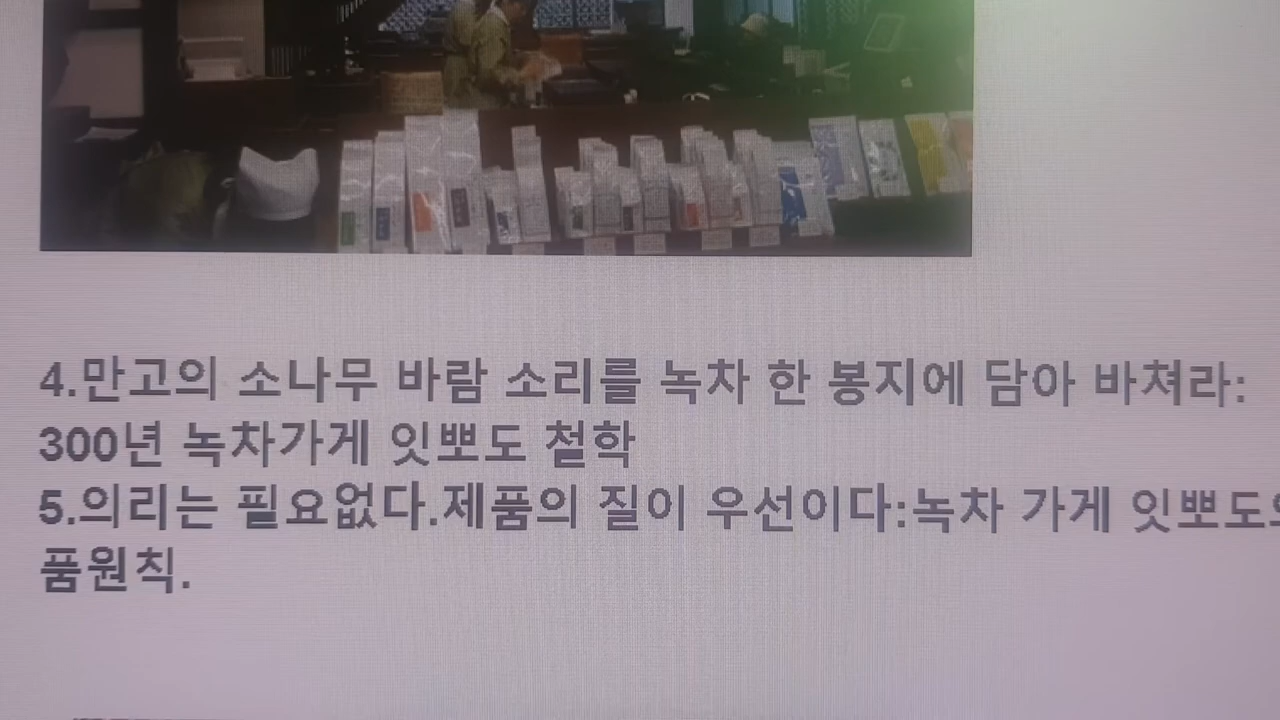 4.만고의 소나무 바람 소리를 녹차 한 봉지에 담아 바쳐라:
300년 녹차가게 잇뽀도 철학
5.의리는 필요없다.제품의 질이 우선이다:녹차 가게 잇뽀도
품원칙.